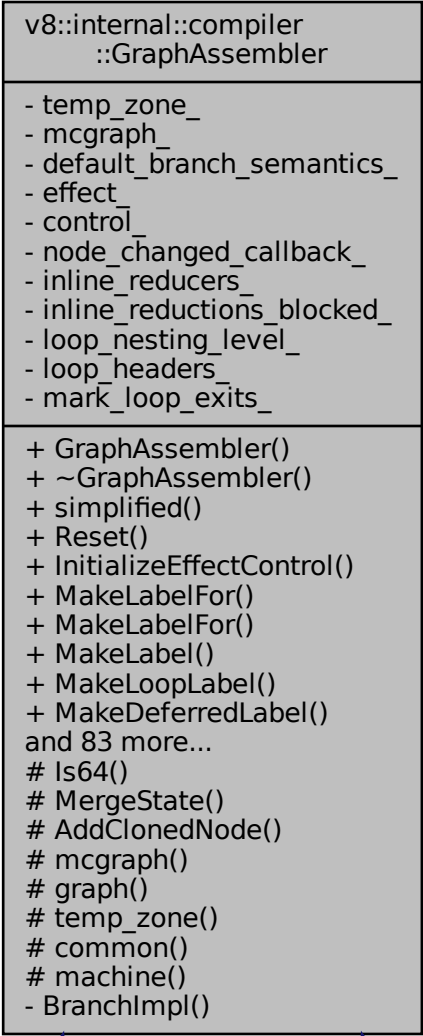 v8::internal::compiler
::GraphAssembler
- temp_zone_
- mcgraph_
- default_branch_semantics_
- effect_
- control_
- node_changed_callback_
- inline_reducers_
- inline_reductions_blocked_
- loop_nesting_level_
- loop_headers_
- mark_loop_exits_
+ GraphAssembler()
+ ~GraphAssembler()
+ simplified()
+ Reset()
+ InitializeEffectControl()
+ MakeLabelFor()
+ MakeLabelFor()
+ MakeLabel()
+ MakeLoopLabel()
+ MakeDeferredLabel()
and 83 more...
# Is64()
# MergeState()
# AddClonedNode()
# mcgraph()
# graph()
# temp_zone()
# common()
# machine()
- BranchImpl()